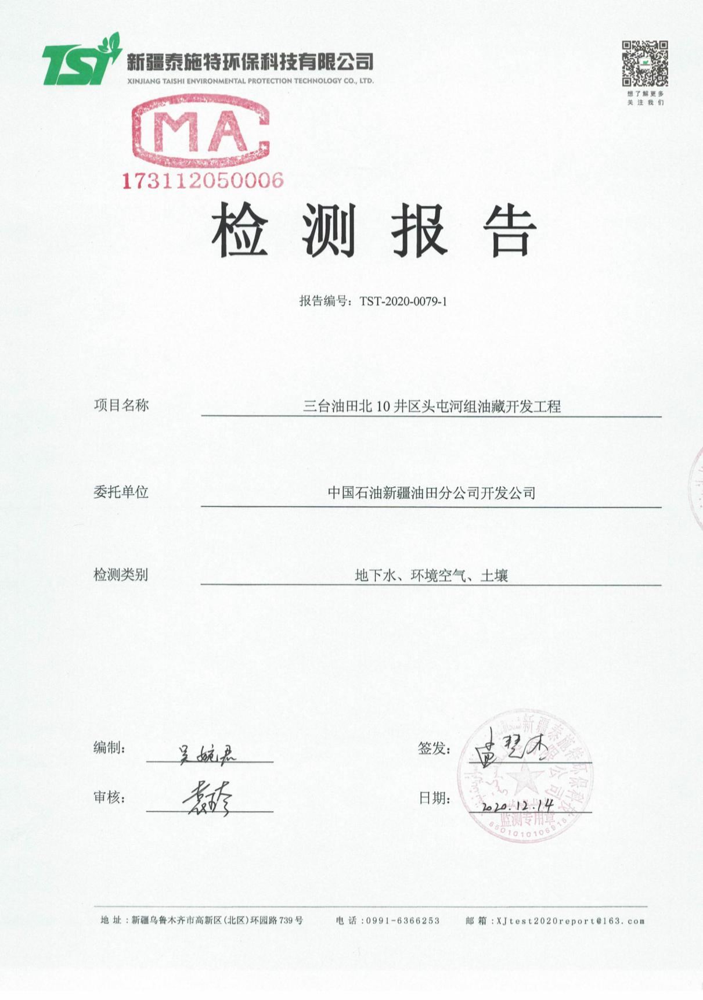 TST
新疆泰施特环保科技有限公司
XINJIANG TAISHI ENVIRONMENTAL PROTECTION TECHNOLOGY CO., LTD.
想了解更多
关注我们
MA
173112050006
检测报告
报告编号：TST-2020-0079-1
项目名称 三台油田北10井区头屯河组油藏开发工程
委托单位 中国石油新疆油田分公司开发公司
检测类别 地下水、环境空气、土壤
编制：吴婉君
签发：
审核：
日期：2020.12.14
新疆泰施特环保科技有限公司
监测专用章
6501010106918
地址：新疆乌鲁木齐市高新区(北区)环园路739号 电话：0991-6366253 邮箱：XJtest2020report@163.com